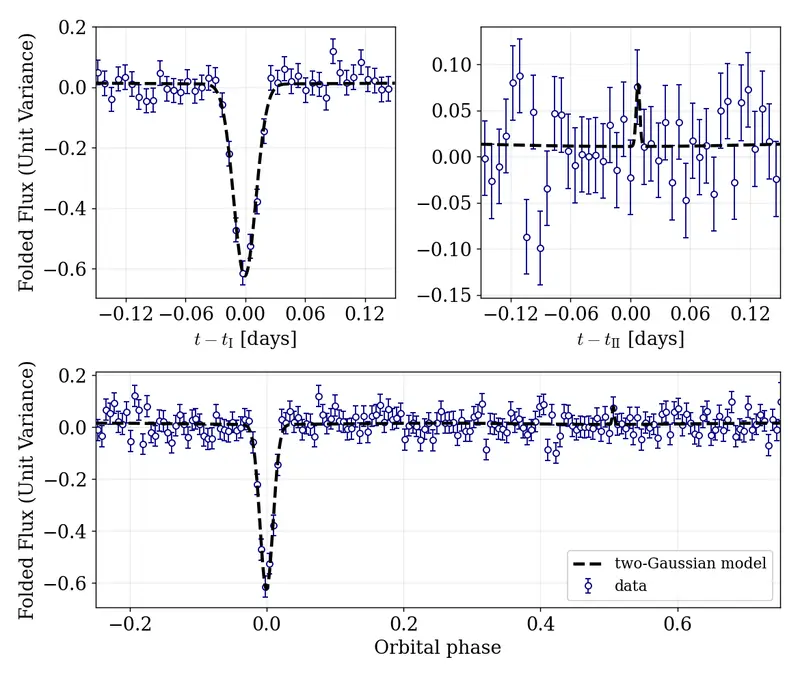 0.2
0.0
−0.2
−0.4
−0.6
Folded Flux (Unit Variance)
−0.12 −0.06 0.00 0.06 0.12
t − t_I [days]
0.10
0.05
0.00
−0.05
−0.10
−0.15
−0.12 −0.06 0.00 0.06 0.12
t − t_II [days]
0.2
0.0
−0.2
−0.4
−0.6
Folded Flux (Unit Variance)
two-Gaussian model
data
−0.2 0.0 0.2 0.4 0.6
Orbital phase